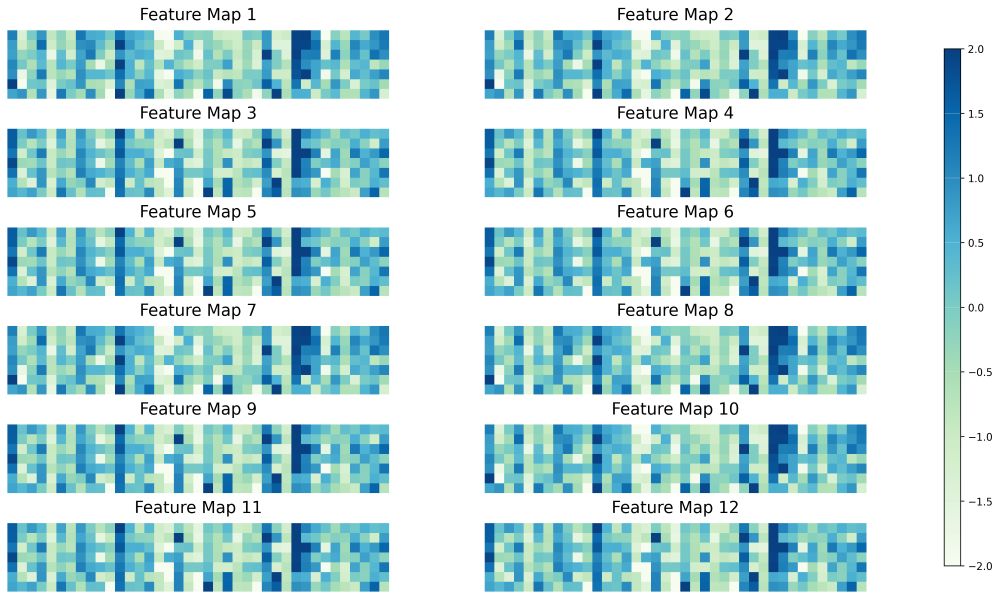 Feature Map 1
Feature Map 2
Feature Map 3
Feature Map 4
Feature Map 5
Feature Map 6
Feature Map 7
Feature Map 8
Feature Map 9
Feature Map 10
Feature Map 11
Feature Map 12
2.0
1.5
1.0
0.5
0.0
−0.5
−1.0
−1.5
−2.0